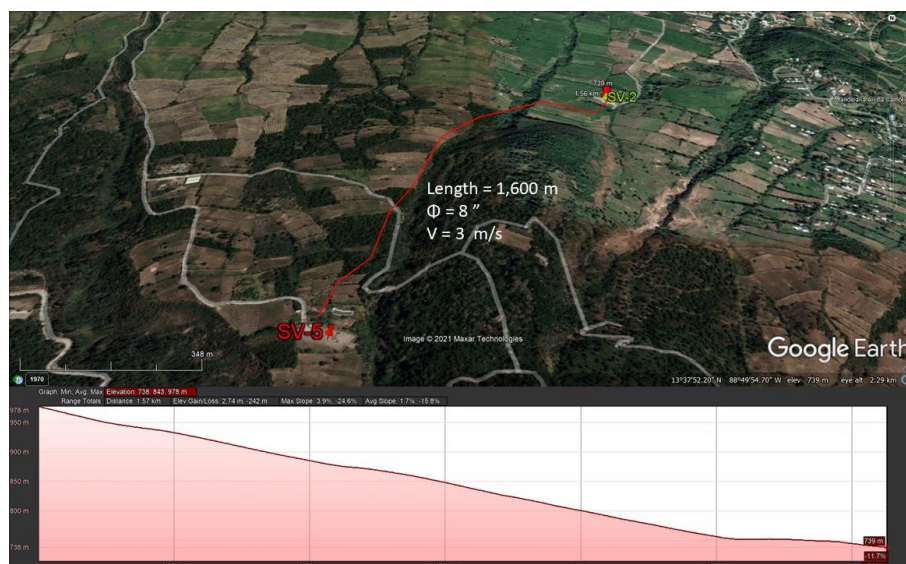 739 m
1.56 km
SV-2
Length = 1,600 m
Φ = 8 "
V = 3 m/s
SV-5
348 m
Image © 2021 Maxar Technologies
Google Earth
1970
13°37'52.20" N 88°49'54.70" W elev 739 m eye alt 2.29 km
Graph: Min, Avg, Max Elevation: 738, 843, 978 m
Range Totals: Distance: 1.57 km Elev Gain/Loss: 2.74 m, -242 m Max Slope: 3.9%, -24.6% Avg Slope: 1.7%, -15.8%
978 m
950 m
900 m
850 m
800 m
738 m
739 m
-11.7%